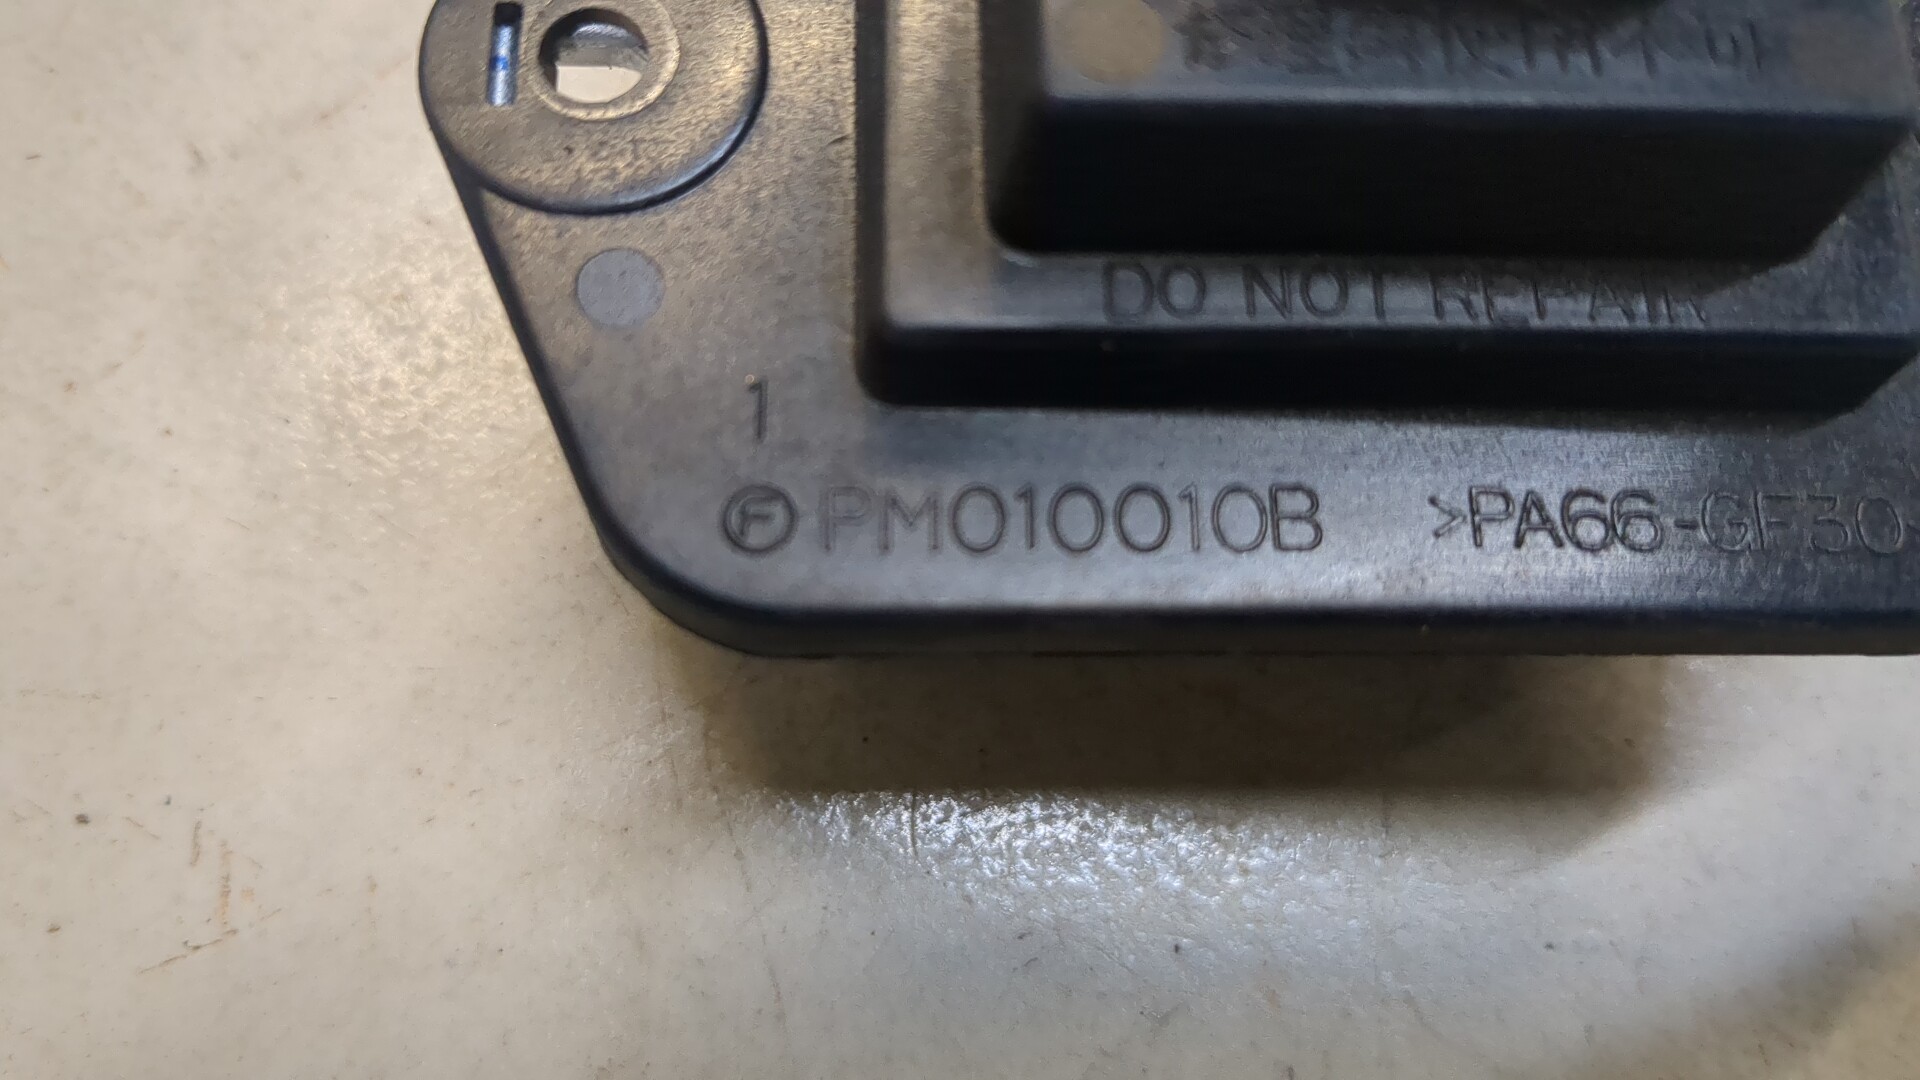 DO NOT REPAIR
1
Ⓕ PM010010B >PA66-GF30<